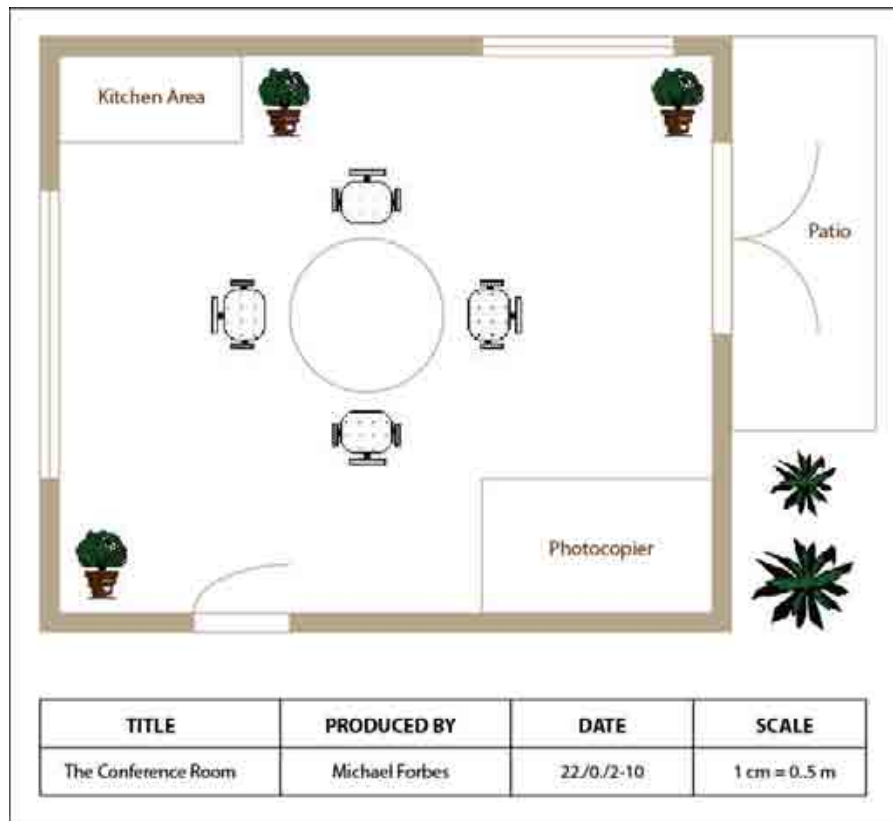 Kitchen Area
Patio
Photocopier
TITLE PRODUCED BY DATE SCALE
The Conference Room Michael Forbes 22./0./2-10 1 cm = 0..5 m